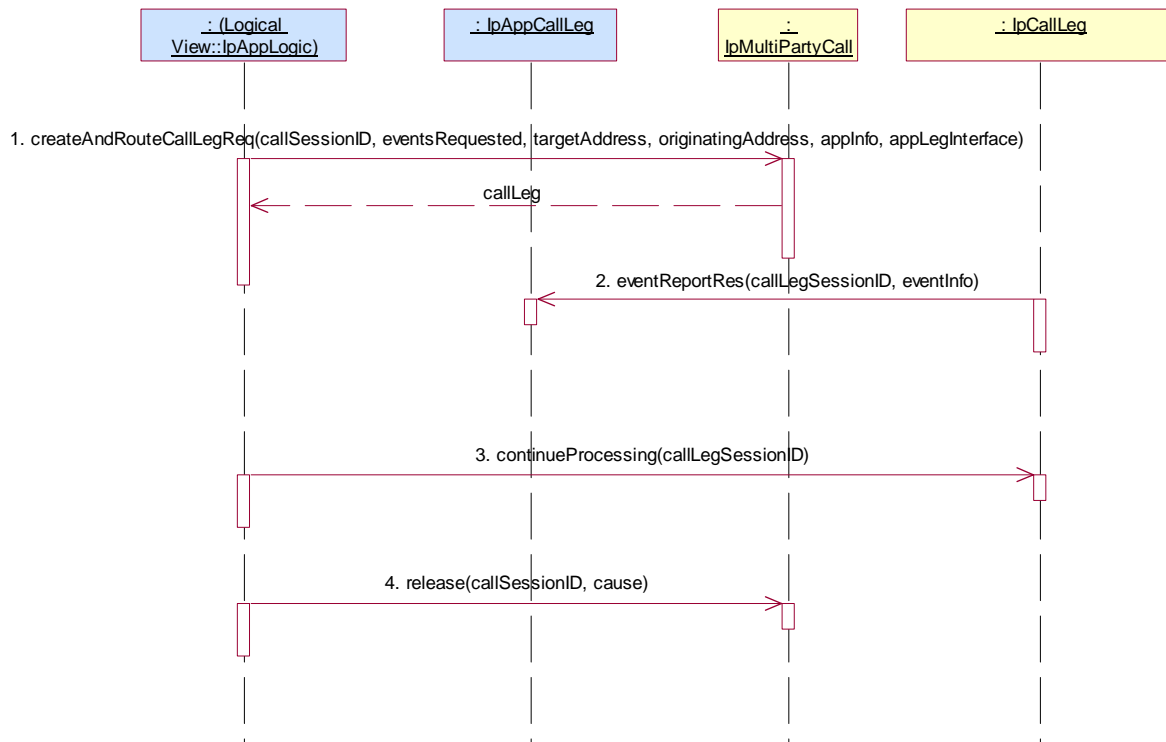 : (Logical
View::IpAppLogic)
: IpAppCallLeg
:
IpMultiPartyCall
: IpCallLeg
1. createAndRouteCallLegReq(callSessionID, eventsRequested, targetAddress, originatingAddress, appInfo, appLegInterface)
callLeg
2. eventReportRes(callLegSessionID, eventInfo)
3. continueProcessing(callLegSessionID)
4. release(callSessionID, cause)